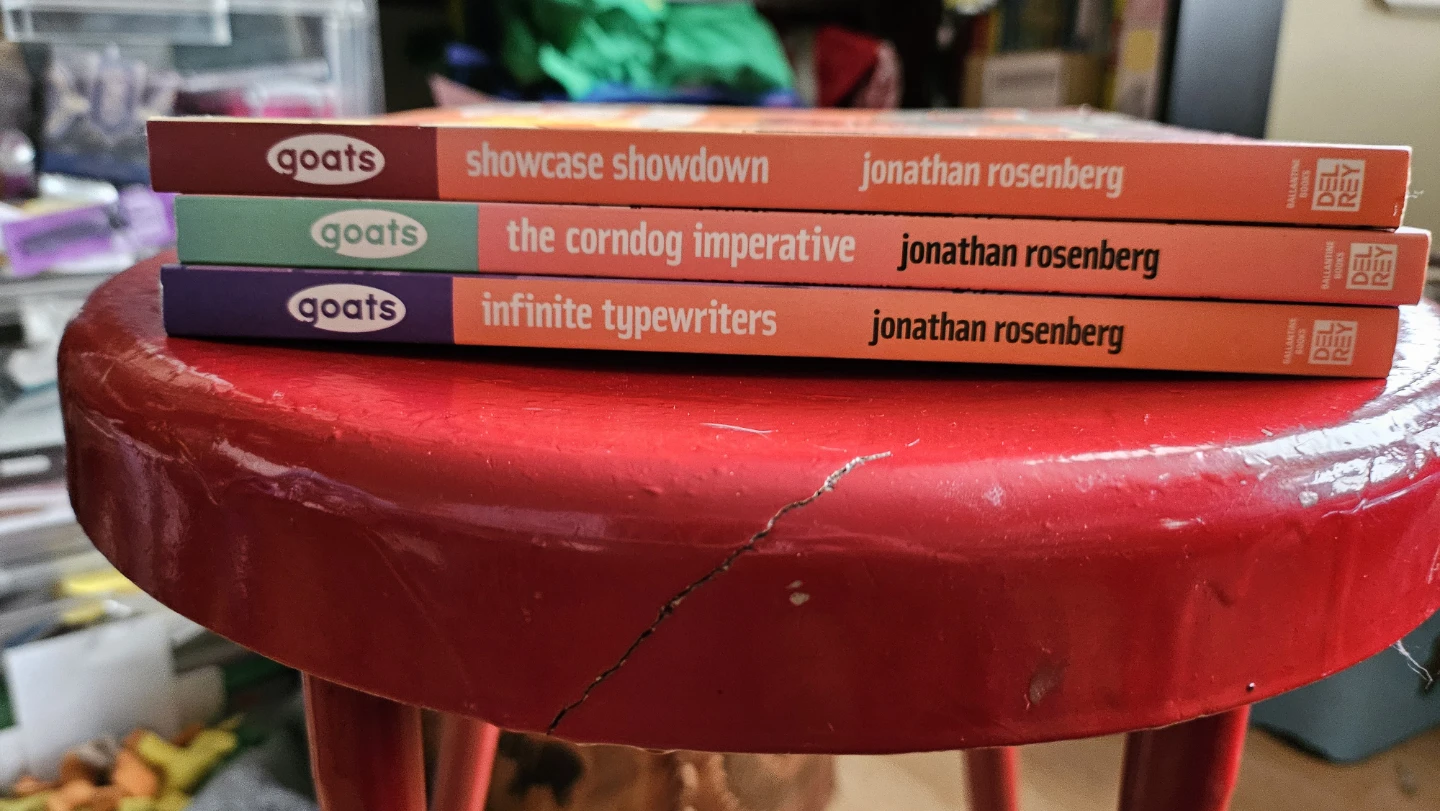 goats showcase showdown jonathan rosenberg BALLANTINE BOOKS DEL REY
goats the corndog imperative jonathan rosenberg BALLANTINE BOOKS DEL REY
goats infinite typewriters jonathan rosenberg BALLANTINE BOOKS DEL REY